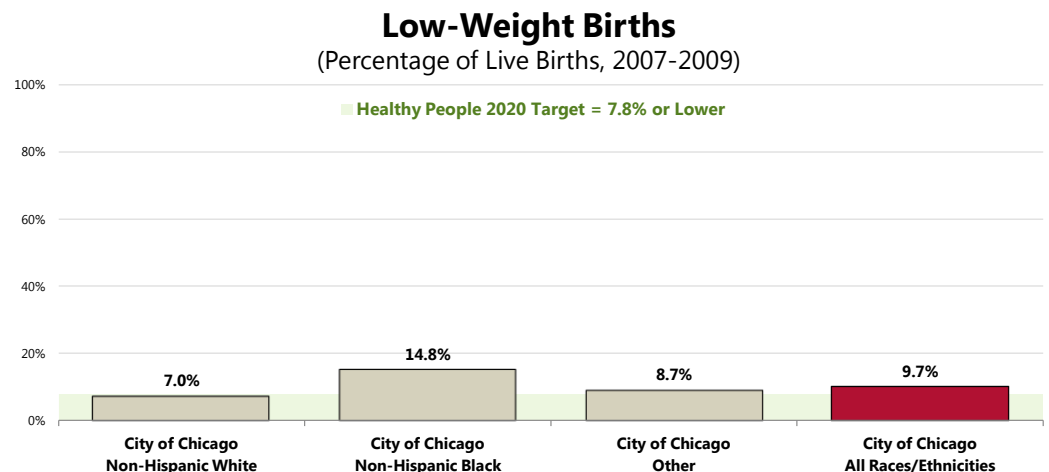 Low-Weight Births
(Percentage of Live Births, 2007-2009)
100%
Healthy People 2020 Target = 7.8% or Lower
80%
60%
40%
20%
0%
7.0%
14.8%
8.7%
9.7%
City of Chicago
Non-Hispanic White
City of Chicago
Non-Hispanic Black
City of Chicago
Other
City of Chicago
All Races/Ethnicities